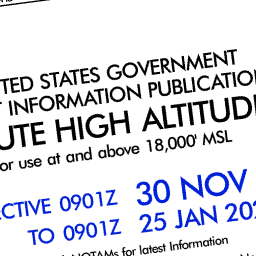 TED STATES GOVERNMENT
INFORMATION PUBLICATIO
UTE HIGH ALTITUD
or use at and above 18,000' MSL
CTIVE 0901Z 30 NOV
TO 0901Z 25 JAN 20
NOTAMs for latest Information